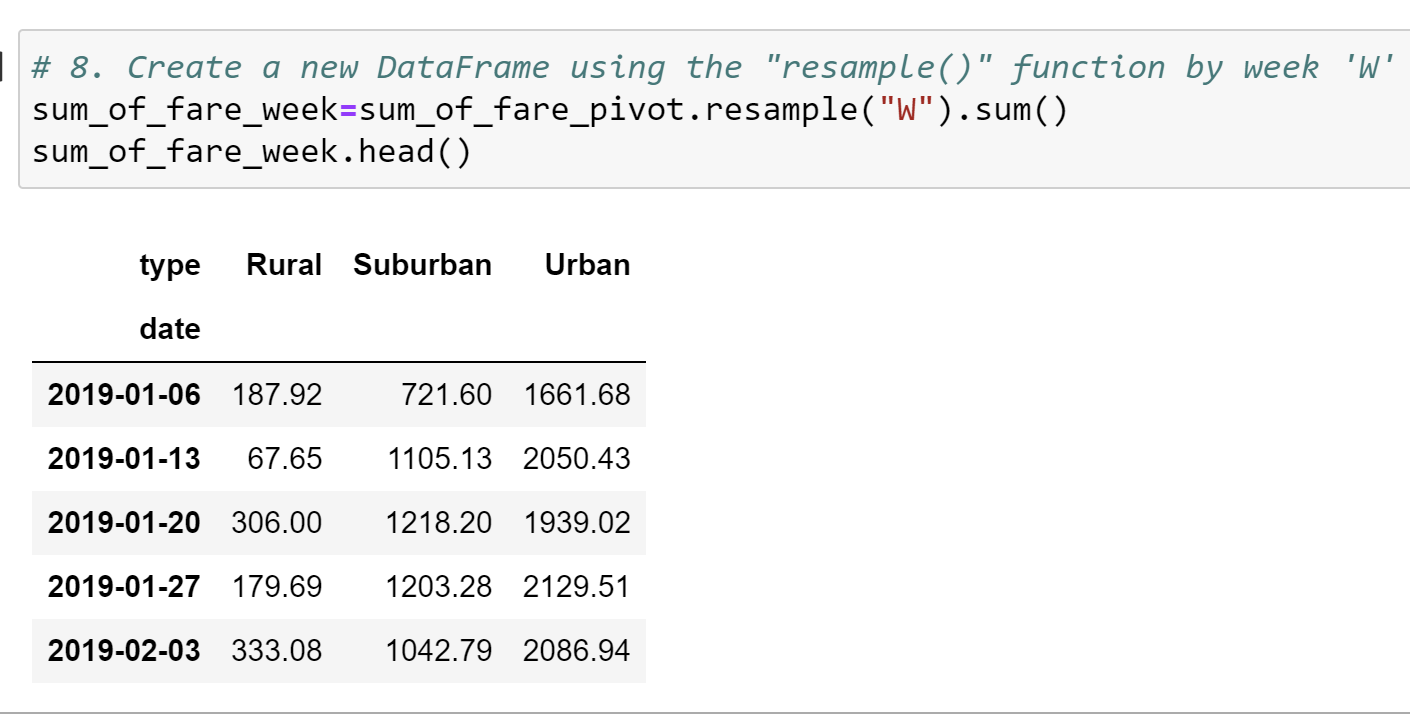 # 8. Create a new DataFrame using the "resample()" function by week 'W'
sum_of_fare_week=sum_of_fare_pivot.resample("W").sum()
sum_of_fare_week.head()
type Rural Suburban Urban
date
2019-01-06 187.92 721.60 1661.68
2019-01-13 67.65 1105.13 2050.43
2019-01-20 306.00 1218.20 1939.02
2019-01-27 179.69 1203.28 2129.51
2019-02-03 333.08 1042.79 2086.94